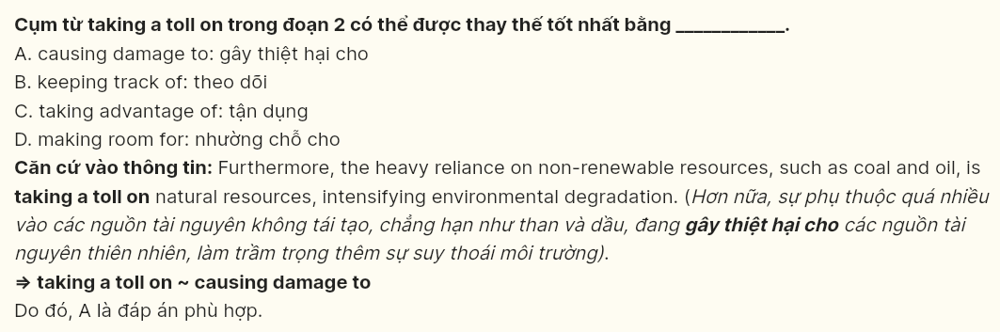 Cụm từ taking a toll on trong đoạn 2 có thể được thay thế tốt nhất bằng ____________.
A. causing damage to: gây thiệt hại cho
B. keeping track of: theo dõi
C. taking advantage of: tận dụng
D. making room for: nhường chỗ cho
Căn cứ vào thông tin: Furthermore, the heavy reliance on non-renewable resources, such as coal and oil, is
taking a toll on natural resources, intensifying environmental degradation. (Hơn nữa, sự phụ thuộc quá nhiều
vào các nguồn tài nguyên không tái tạo, chẳng hạn như than và dầu, đang gây thiệt hại cho các nguồn tài
nguyên thiên nhiên, làm trầm trọng thêm sự suy thoái môi trường).
⇒ taking a toll on ~ causing damage to
Do đó, A là đáp án phù hợp.